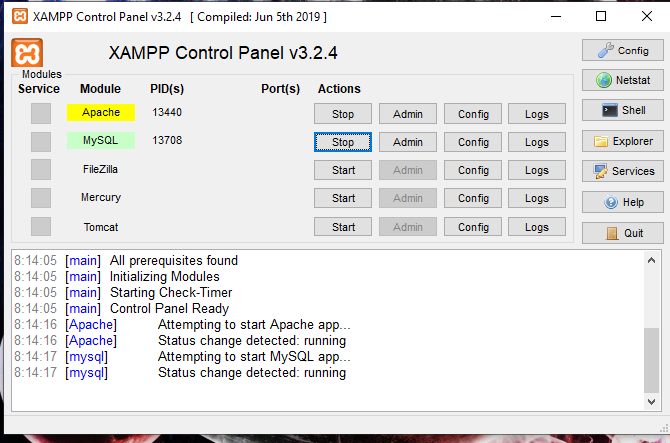 XAMPP Control Panel v3.2.4 [ Compiled: Jun 5th 2019 ]
XAMPP Control Panel v3.2.4
Config
Modules
Service Module PID(s) Port(s) Actions
Netstat
Apache 13440 Stop Admin Config Logs
Shell
MySQL 13708 Stop Admin Config Logs
Explorer
FileZilla Start Admin Config Logs
Services
Mercury Start Admin Config Logs
Help
Tomcat Start Admin Config Logs
Quit
8:14:05 [main] All prerequisites found
8:14:05 [main] Initializing Modules
8:14:05 [main] Starting Check-Timer
8:14:05 [main] Control Panel Ready
8:14:16 [Apache] Attempting to start Apache app...
8:14:16 [Apache] Status change detected: running
8:14:17 [mysql] Attempting to start MySQL app...
8:14:17 [mysql] Status change detected: running